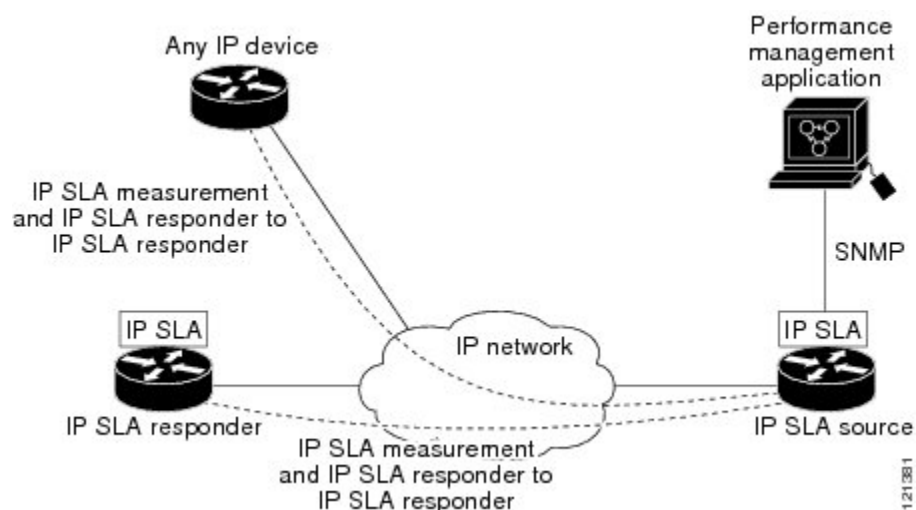 Any IP device
Performance
management
application
IP SLA measurement
and IP SLA responder to
IP SLA responder
SNMP
IP SLA
IP network
IP SLA
IP SLA responder
IP SLA source
IP SLA measurement
and IP SLA responder to
IP SLA responder
121381